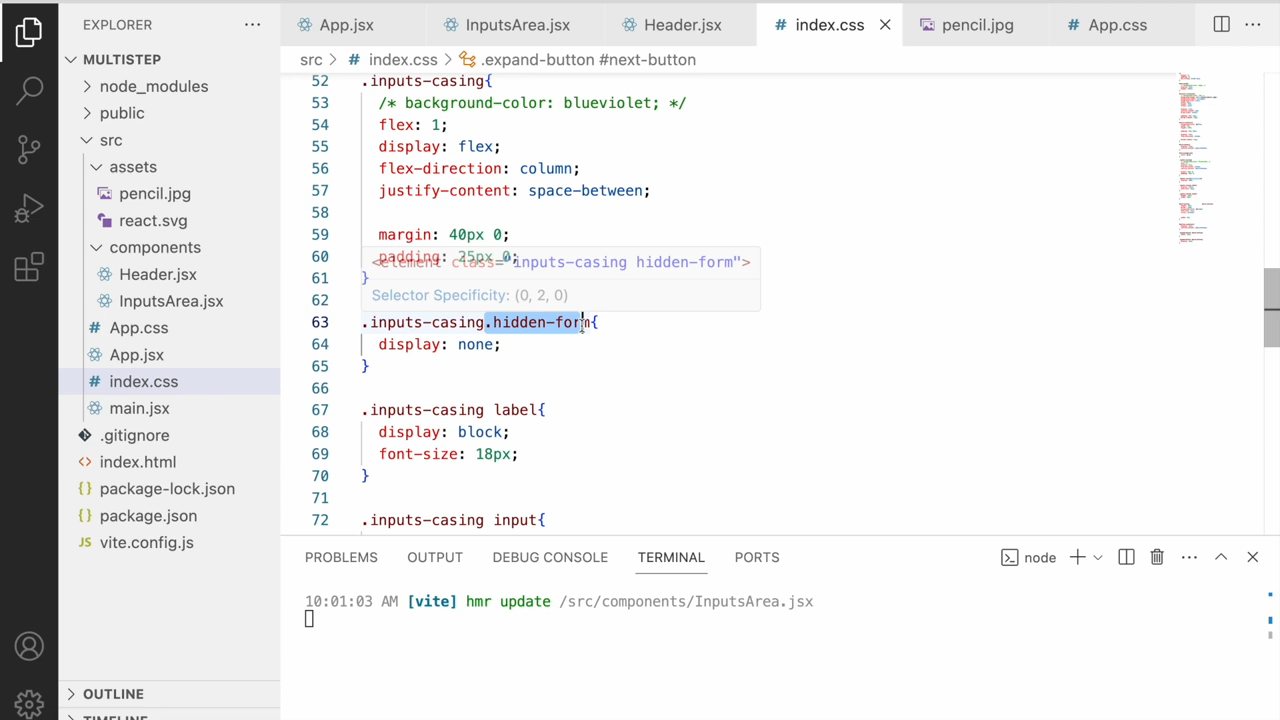 EXPLORER
App.jsx
InputsArea.jsx
Header.jsx
# index.css
pencil.jpg
# App.css
MULTISTEP
node_modules
public
src
assets
pencil.jpg
react.svg
components
Header.jsx
InputsArea.jsx
# App.css
App.jsx
# index.css
main.jsx
.gitignore
<> index.html
{} package-lock.json
{} package.json
JS vite.config.js
OUTLINE
TIMELINE
src > # index.css > .expand-button #next-button
52 .inputs-casing{
53 /* background-color: blueviolet; */
54 flex: 1;
55 display: flex;
56 flex-direction: column;
57 justify-content: space-between;
58
59 margin: 40px 0;
60 padding: 25px 0;
<element class="inputs-casing hidden-form">
61 }
Selector Specificity: (0, 2, 0)
62
63 .inputs-casing.hidden-form{
64 display: none;
65 }
66
67 .inputs-casing label{
68 display: block;
69 font-size: 18px;
70 }
71
72 .inputs-casing input{
PROBLEMS
OUTPUT
DEBUG CONSOLE
TERMINAL
PORTS
node
10:01:03 AM [vite] hmr update /src/components/InputsArea.jsx